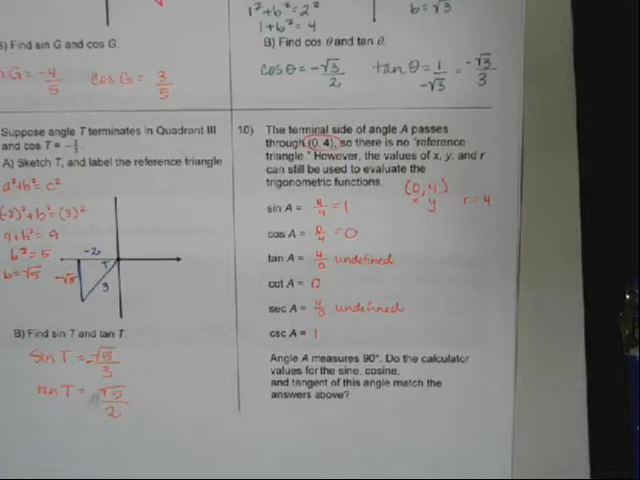 1² + b² = 2²
1 + b² = 4
b = √3
B) Find sin G and cos G.
G = -4/5 cos G = 3/5
B) Find cos θ and tan θ.
cos θ = -√3/2 tan θ = 1/-√3 = -√3/3
Suppose angle T terminates in Quadrant III
and cos T = -2/3.
A) Sketch T, and label the reference triangle
a² + b² = c²
(-2)² + b² = (3)²
4 + b² = 9
b² = 5
b = √5
-2
-√5
T
3
B) Find sin T and tan T.
sin T = -√5/3
tan T = √5/2
10) The terminal side of angle A passes
through (0, 4), so there is no "reference
triangle." However, the values of x, y, and r
can still be used to evaluate the
trigonometric functions.
(0, 4)
x y r = 4
sin A = 4/4 = 1
cos A = 0/4 = 0
tan A = 4/0 undefined
cot A = 0
sec A = 4/0 undefined
csc A = 1
Angle A measures 90°. Do the calculator
values for the sine, cosine,
and tangent of this angle match the
answers above?